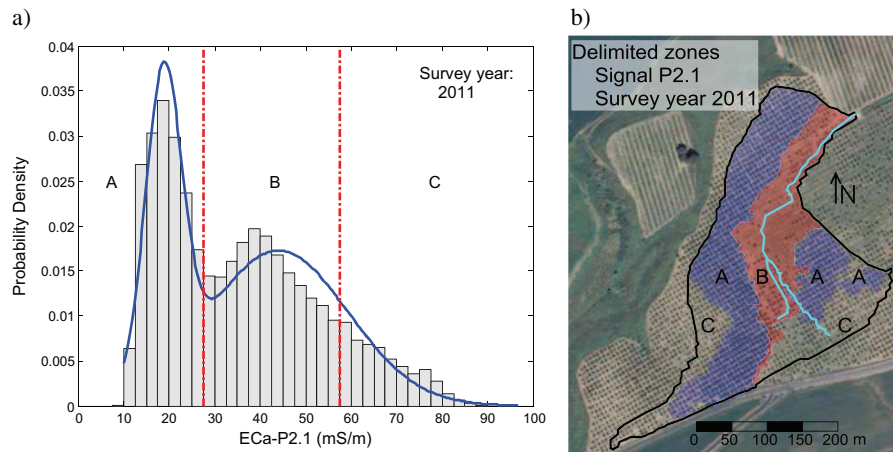 a)
0.04
0.035
0.03
0.025
0.02
0.015
0.01
0.005
0
Probability Density
Survey year:
2011
A
B
C
0 10 20 30 40 50 60 70 80 90 100
ECa-P2.1 (mS/m)
b)
Delimited zones
Signal P2.1
Survey year 2011
N
A B A A
C C
0 50 100 150 200 m